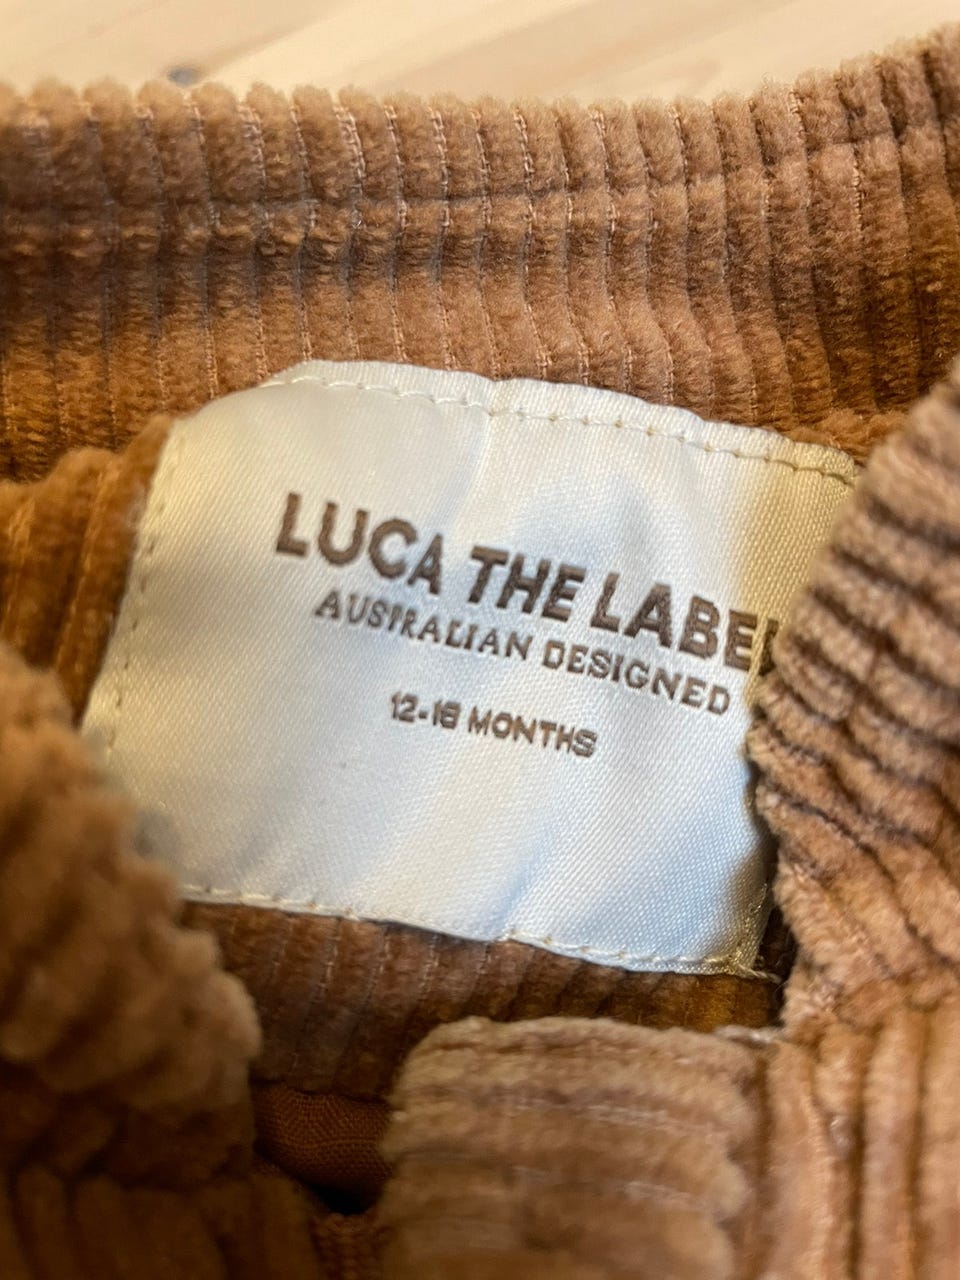 LUCA THE LABEL
AUSTRALIAN DESIGNED
12-18 MONTHS